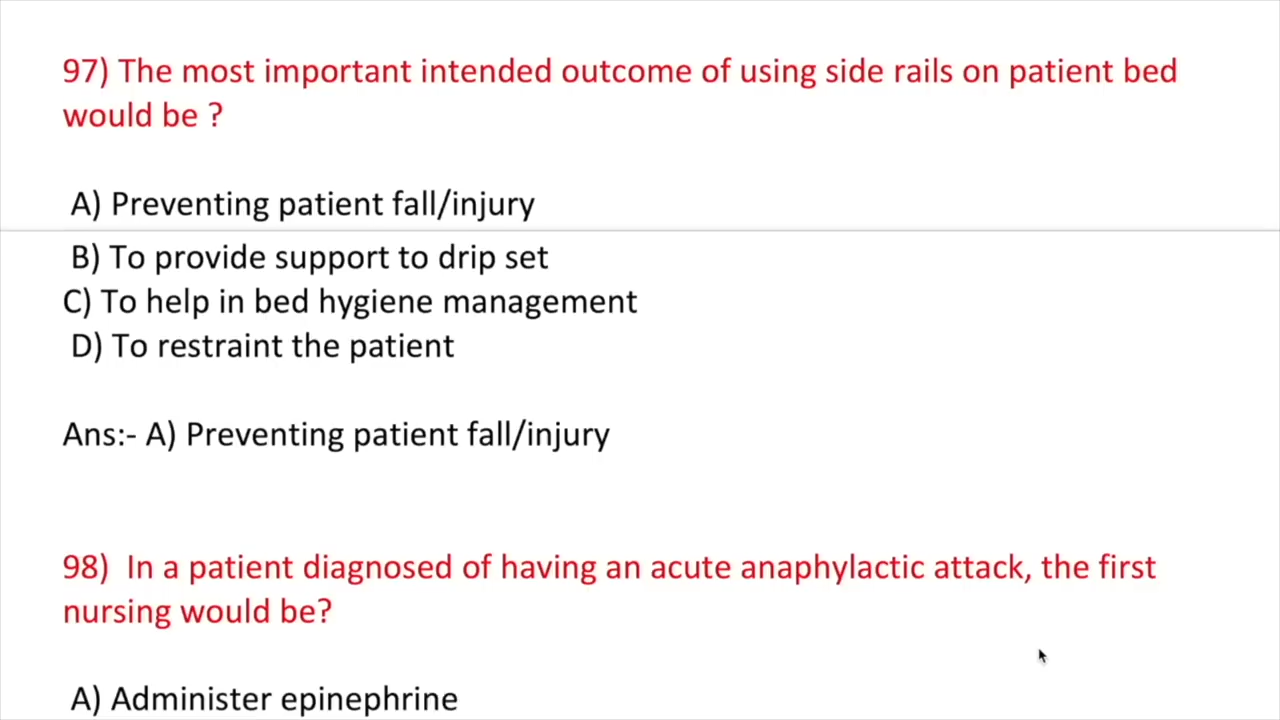 97) The most important intended outcome of using side rails on patient bed
would be ?
A) Preventing patient fall/injury
B) To provide support to drip set
C) To help in bed hygiene management
D) To restraint the patient
Ans:- A) Preventing patient fall/injury
98)  In a patient diagnosed of having an acute anaphylactic attack, the first
nursing would be?
A) Administer epinephrine